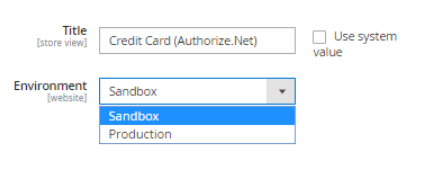 Title
[store view]
Credit Card (Authorize.Net)
Use system
value
Environment
[website]
Sandbox
Sandbox
Production